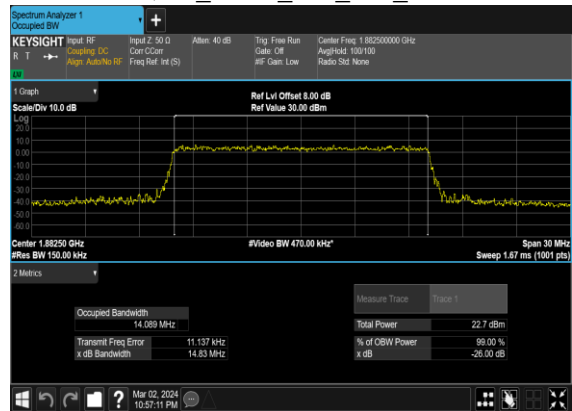 Spectrum Analyzer 1
Occupied BW
KEYSIGHT Input: RF Input Z: 50 Ω Atten: 40 dB Trig: Free Run Center Freq: 1.882500000 GHz
R T Coupling: DC Corr CCorr Gate: Off Avg|Hold: 100/100
Align: Auto/No RF Freq Ref: Int (S) #IF Gain: Low Radio Std: None
1 Graph
Ref Lvl Offset 8.00 dB
Scale/Div 10.0 dB Ref Value 30.00 dBm
Log
20.0
10.0
0.00
-10.0
-20.0
-30.0
-40.0
-50.0
-60.0
Center 1.88250 GHz #Video BW 470.00 kHz* Span 30 MHz
#Res BW 150.00 kHz Sweep 1.67 ms (1001 pts)
2 Metrics
Measure Trace Trace 1
Occupied Bandwidth
14.089 MHz Total Power 22.7 dBm
Transmit Freq Error 11.137 kHz % of OBW Power 99.00 %
x dB Bandwidth 14.83 MHz x dB -26.00 dB
? Mar 02, 2024
10:57:11 PM